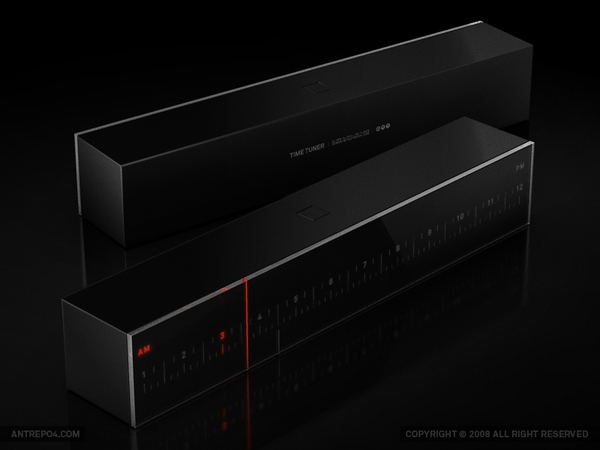 TIME TUNER
PM
1 2 3 4 5 6 7 8 9 10 11 12
AM
ANTREPO4.COM
COPYRIGHT © 2008 ALL RIGHT RESERVED